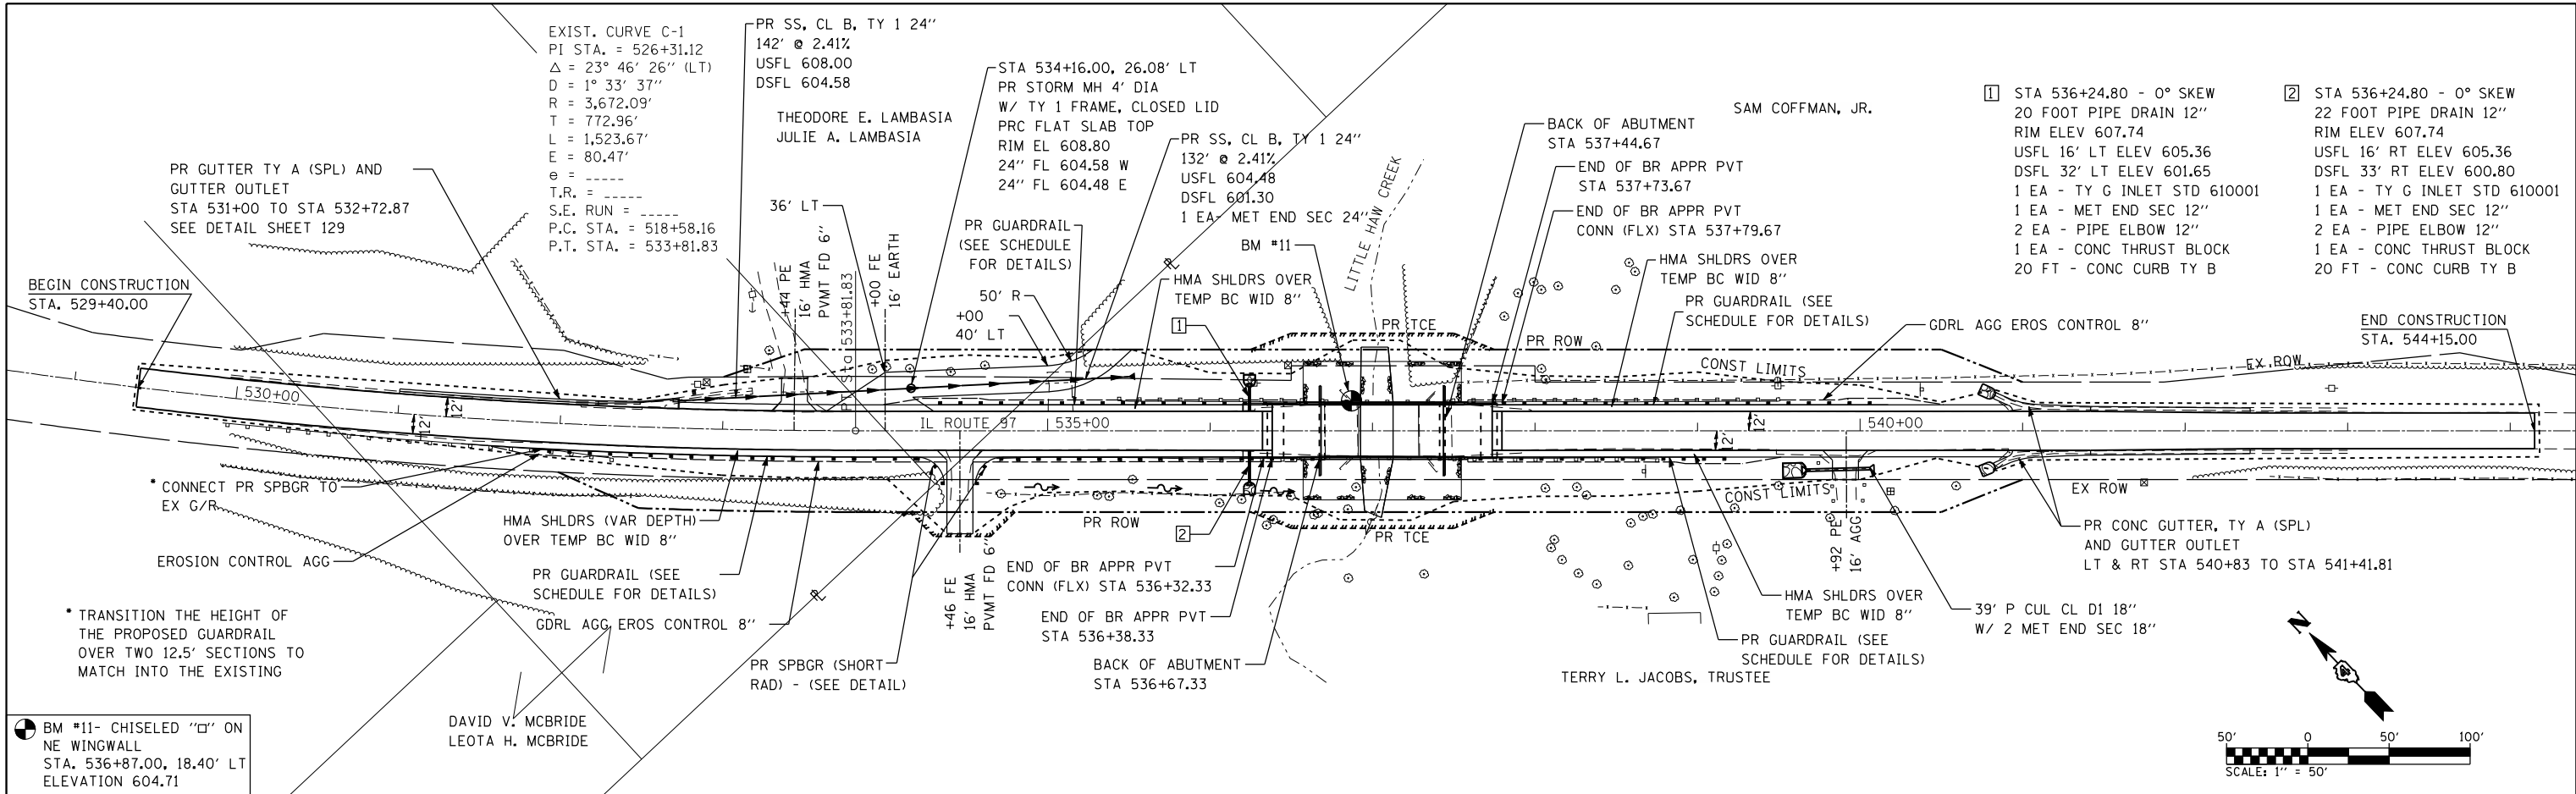 EXIST. CURVE C-1
PI STA. = 526+31.12
Δ = 23° 46' 26" (LT)
D = 1° 33' 37"
R = 3,672.09'
T = 772.96'
L = 1,523.67'
E = 80.47'
e = _____
T.R. = _____
S.E. RUN = _____
P.C. STA. = 518+58.16
P.T. STA. = 533+81.83
PR SS, CL B, TY 1 24"
142' @ 2.41%
USFL 608.00
DSFL 604.58
THEODORE E. LAMBASIA
JULIE A. LAMBASIA
STA 534+16.00, 26.08' LT
PR STORM MH 4' DIA
W/ TY 1 FRAME, CLOSED LID
PRC FLAT SLAB TOP
RIM EL 608.80
24" FL 604.58 W
24" FL 604.48 E
PR SS, CL B, TY 1 24"
132' @ 2.41%
USFL 604.48
DSFL 601.30
1 EA- MET END SEC 24"
BM #11
LITTLE HAW CREEK
BACK OF ABUTMENT
STA 537+44.67
END OF BR APPR PVT
STA 537+73.67
END OF BR APPR PVT
CONN (FLX) STA 537+79.67
SAM COFFMAN, JR.
1 STA 536+24.80 - 0° SKEW
20 FOOT PIPE DRAIN 12"
RIM ELEV 607.74
USFL 16' LT ELEV 605.36
DSFL 32' LT ELEV 601.65
1 EA - TY G INLET STD 610001
1 EA - MET END SEC 12"
2 EA - PIPE ELBOW 12"
1 EA - CONC THRUST BLOCK
20 FT - CONC CURB TY B
2 STA 536+24.80 - 0° SKEW
22 FOOT PIPE DRAIN 12"
RIM ELEV 607.74
USFL 16' RT ELEV 605.36
DSFL 33' RT ELEV 600.80
1 EA - TY G INLET STD 610001
1 EA - MET END SEC 12"
2 EA - PIPE ELBOW 12"
1 EA - CONC THRUST BLOCK
20 FT - CONC CURB TY B
PR GUTTER TY A (SPL) AND
GUTTER OUTLET
STA 531+00 TO STA 532+72.87
SEE DETAIL SHEET 129
BEGIN CONSTRUCTION
STA. 529+40.00
36' LT
+44 PE
16' HMA
PVMT FD 6"
PT Sta 533+81.83
+00 FE
16' EARTH
PR GUARDRAIL
(SEE SCHEDULE
FOR DETAILS)
50' R
+00
40' LT
HMA SHLDRS OVER
TEMP BC WID 8"
1
PR TCE
HMA SHLDRS OVER
TEMP BC WID 8"
PR GUARDRAIL (SEE
SCHEDULE FOR DETAILS)
PR ROW
GDRL AGG EROS CONTROL 8"
CONST LIMITS
END CONSTRUCTION
STA. 544+15.00
EX ROW
530+00
12'
12'
IL ROUTE 97
535+00
12'
12'
540+00
* CONNECT PR SPBGR TO
EX G/R
HMA SHLDRS (VAR DEPTH)
OVER TEMP BC WID 8"
EROSION CONTROL AGG
PR GUARDRAIL (SEE
SCHEDULE FOR DETAILS)
GDRL AGG EROS CONTROL 8"
* TRANSITION THE HEIGHT OF
THE PROPOSED GUARDRAIL
OVER TWO 12.5' SECTIONS TO
MATCH INTO THE EXISTING
PR SPBGR (SHORT
RAD) - (SEE DETAIL)
+46 FE
16' HMA
PVMT FD 6"
PR ROW
2
END OF BR APPR PVT
CONN (FLX) STA 536+32.33
END OF BR APPR PVT
STA 536+38.33
BACK OF ABUTMENT
STA 536+67.33
PR TCE
CONST LIMITS
+92 PE
16' AGG
EX ROW
PR CONC GUTTER, TY A (SPL)
AND GUTTER OUTLET
LT & RT STA 540+83 TO STA 541+41.81
HMA SHLDRS OVER
TEMP BC WID 8"
39' P CUL CL D1 18"
W/ 2 MET END SEC 18"
PR GUARDRAIL (SEE
SCHEDULE FOR DETAILS)
TERRY L. JACOBS, TRUSTEE
DAVID V. MCBRIDE
LEOTA H. MCBRIDE
BM #11- CHISELED "□" ON
NE WINGWALL
STA. 536+87.00, 18.40' LT
ELEVATION 604.71
N
50' 0 50' 100'
SCALE: 1" = 50'